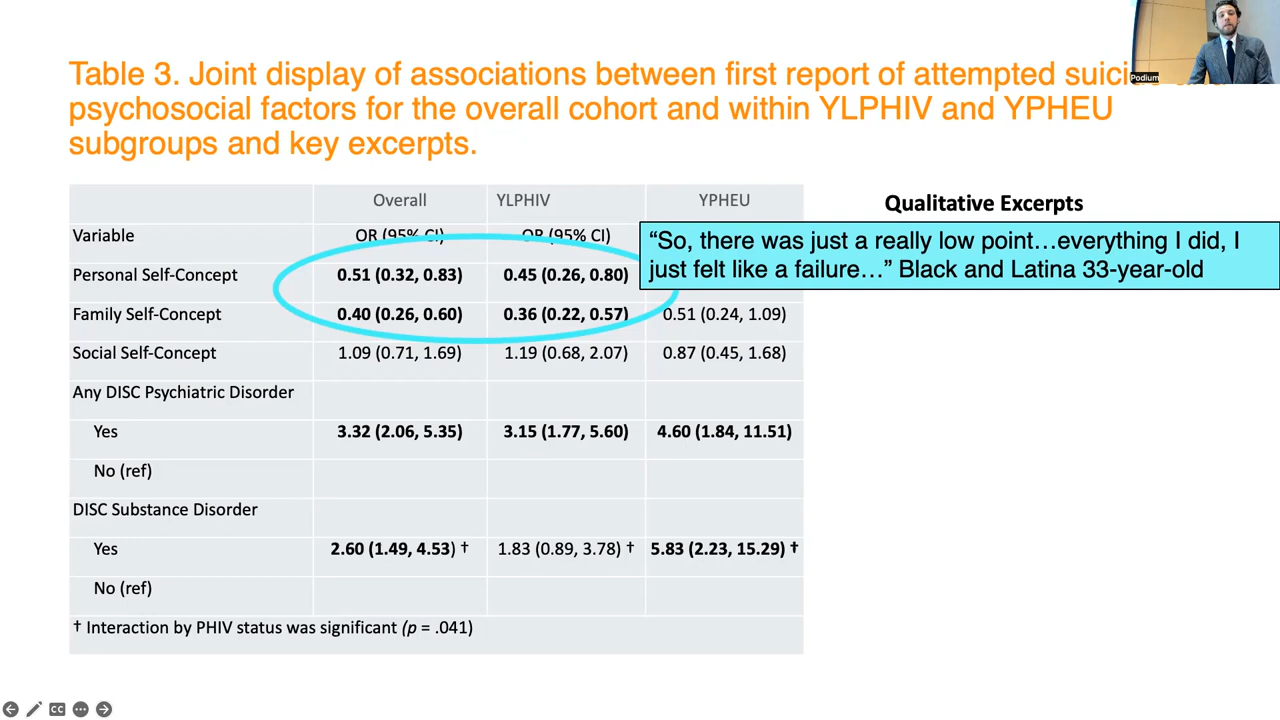 Podium
Table 3. Joint display of associations between first report of attempted
psychosocial factors for the overall cohort and within YLPHIV and YPHEU
subgroups and key excerpts.
Overall YLPHIV YPHEU
Qualitative Excerpts
Variable OR (95% CI) OR (95% CI)
“So, there was just a really low point…everything I did, I
just felt like a failure…” Black and Latina 33-year-old
Personal Self-Concept 0.51 (0.32, 0.83) 0.45 (0.26, 0.80)
Family Self-Concept 0.40 (0.26, 0.60) 0.36 (0.22, 0.57) 0.51 (0.24, 1.09)
Social Self-Concept 1.09 (0.71, 1.69) 1.19 (0.68, 2.07) 0.87 (0.45, 1.68)
Any DISC Psychiatric Disorder
Yes 3.32 (2.06, 5.35) 3.15 (1.77, 5.60) 4.60 (1.84, 11.51)
No (ref)
DISC Substance Disorder
Yes 2.60 (1.49, 4.53) † 1.83 (0.89, 3.78) † 5.83 (2.23, 15.29) †
No (ref)
† Interaction by PHIV status was significant (p = .041)
CC